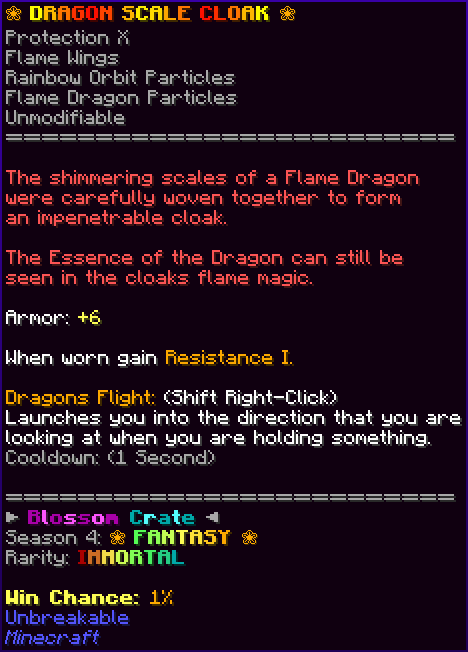 ❀ DRAGON SCALE CLOAK ❀
Protection X
Flame Wings
Rainbow Orbit Particles
Flame Dragon Particles
Unmodifiable
=========================
The shimmering scales of a Flame Dragon
were carefully woven together to form
an impenetrable cloak.
The Essence of the Dragon can still be
seen in the cloaks flame magic.
Armor: +6
When worn gain Resistance I.
Dragons Flight: (Shift Right-Click)
Launches you into the direction that you are
looking at when you are holding something.
Cooldown: (1 Second)
=========================
► Blossom Crate ◄
Season 4: ❀ FANTASY ❀
Rarity: IMMORTAL
Win Chance: 1%
Unbreakable
Minecraft